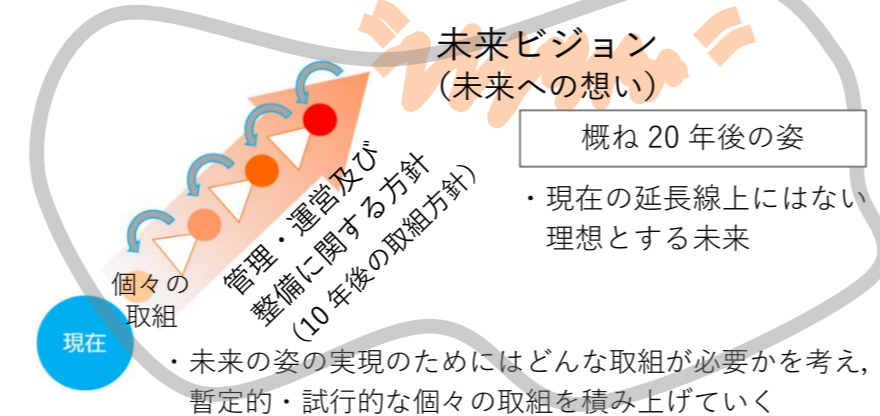 未来ビジョン
（未来への想い）
概ね 20 年後の姿
・現在の延長線上にはない
理想とする未来
管理・運営及び
整備に関する方針
（10 年後の取組方針）
個々の
取組
現在
・未来の姿の実現のためにはどんな取組が必要かを考え，
暫定的・試行的な個々の取組を積み上げていく